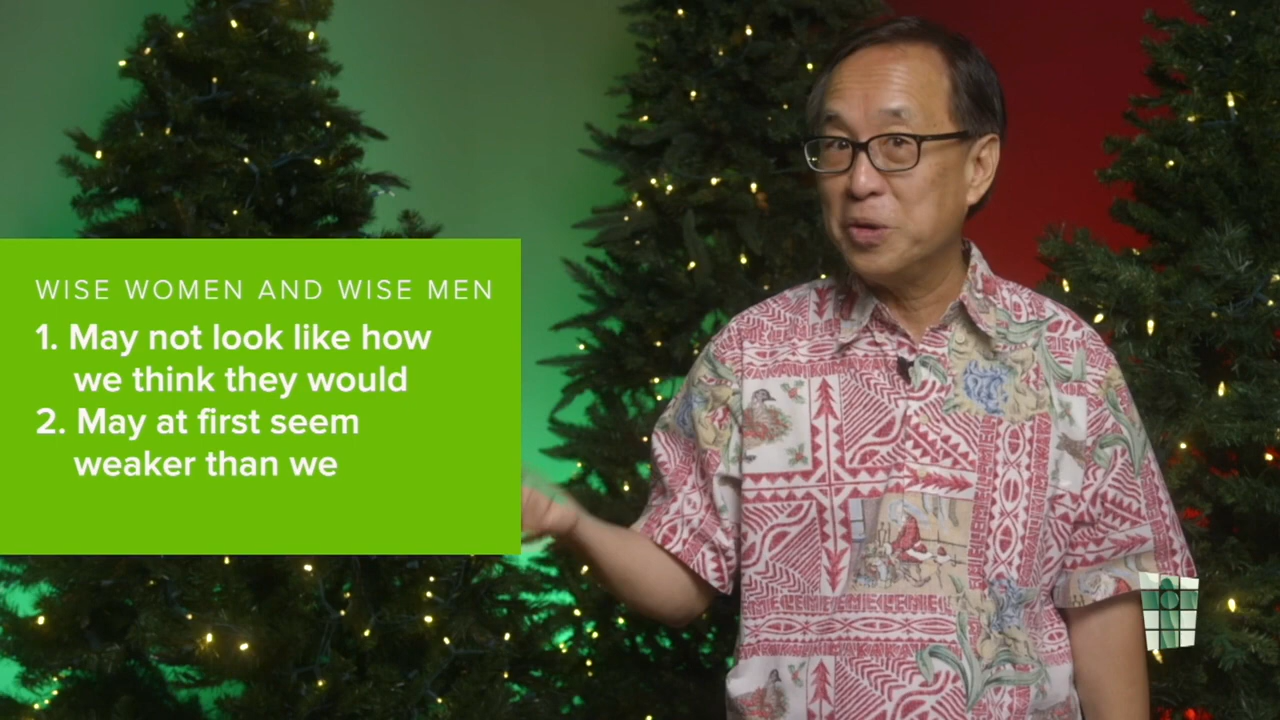 WISE WOMEN AND WISE MEN
1. May not look like how
we think they would
2. May at first seem
weaker than we